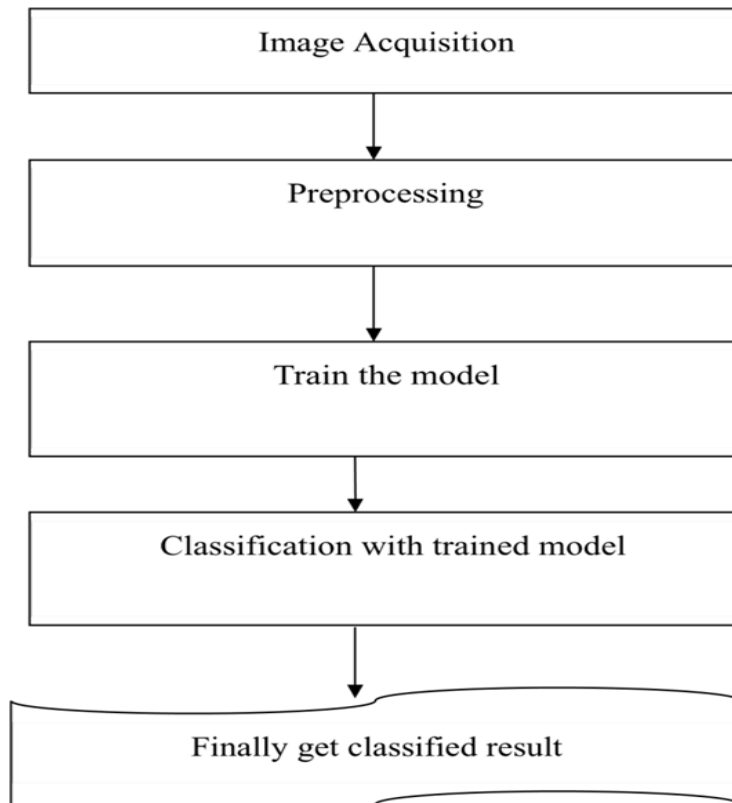 Image Acquisition
Preprocessing
Train the model
Classification with trained model
Finally get classified result